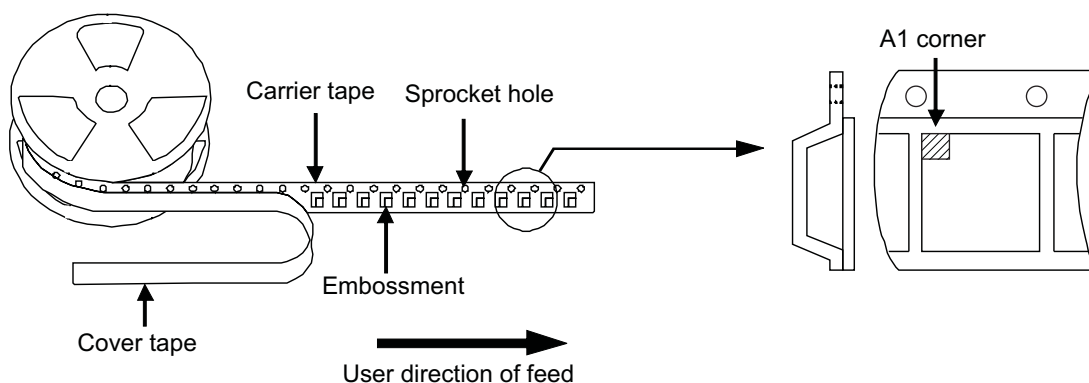 A1 corner
Carrier tape
Sprocket hole
Embossment
Cover tape
User direction of feed